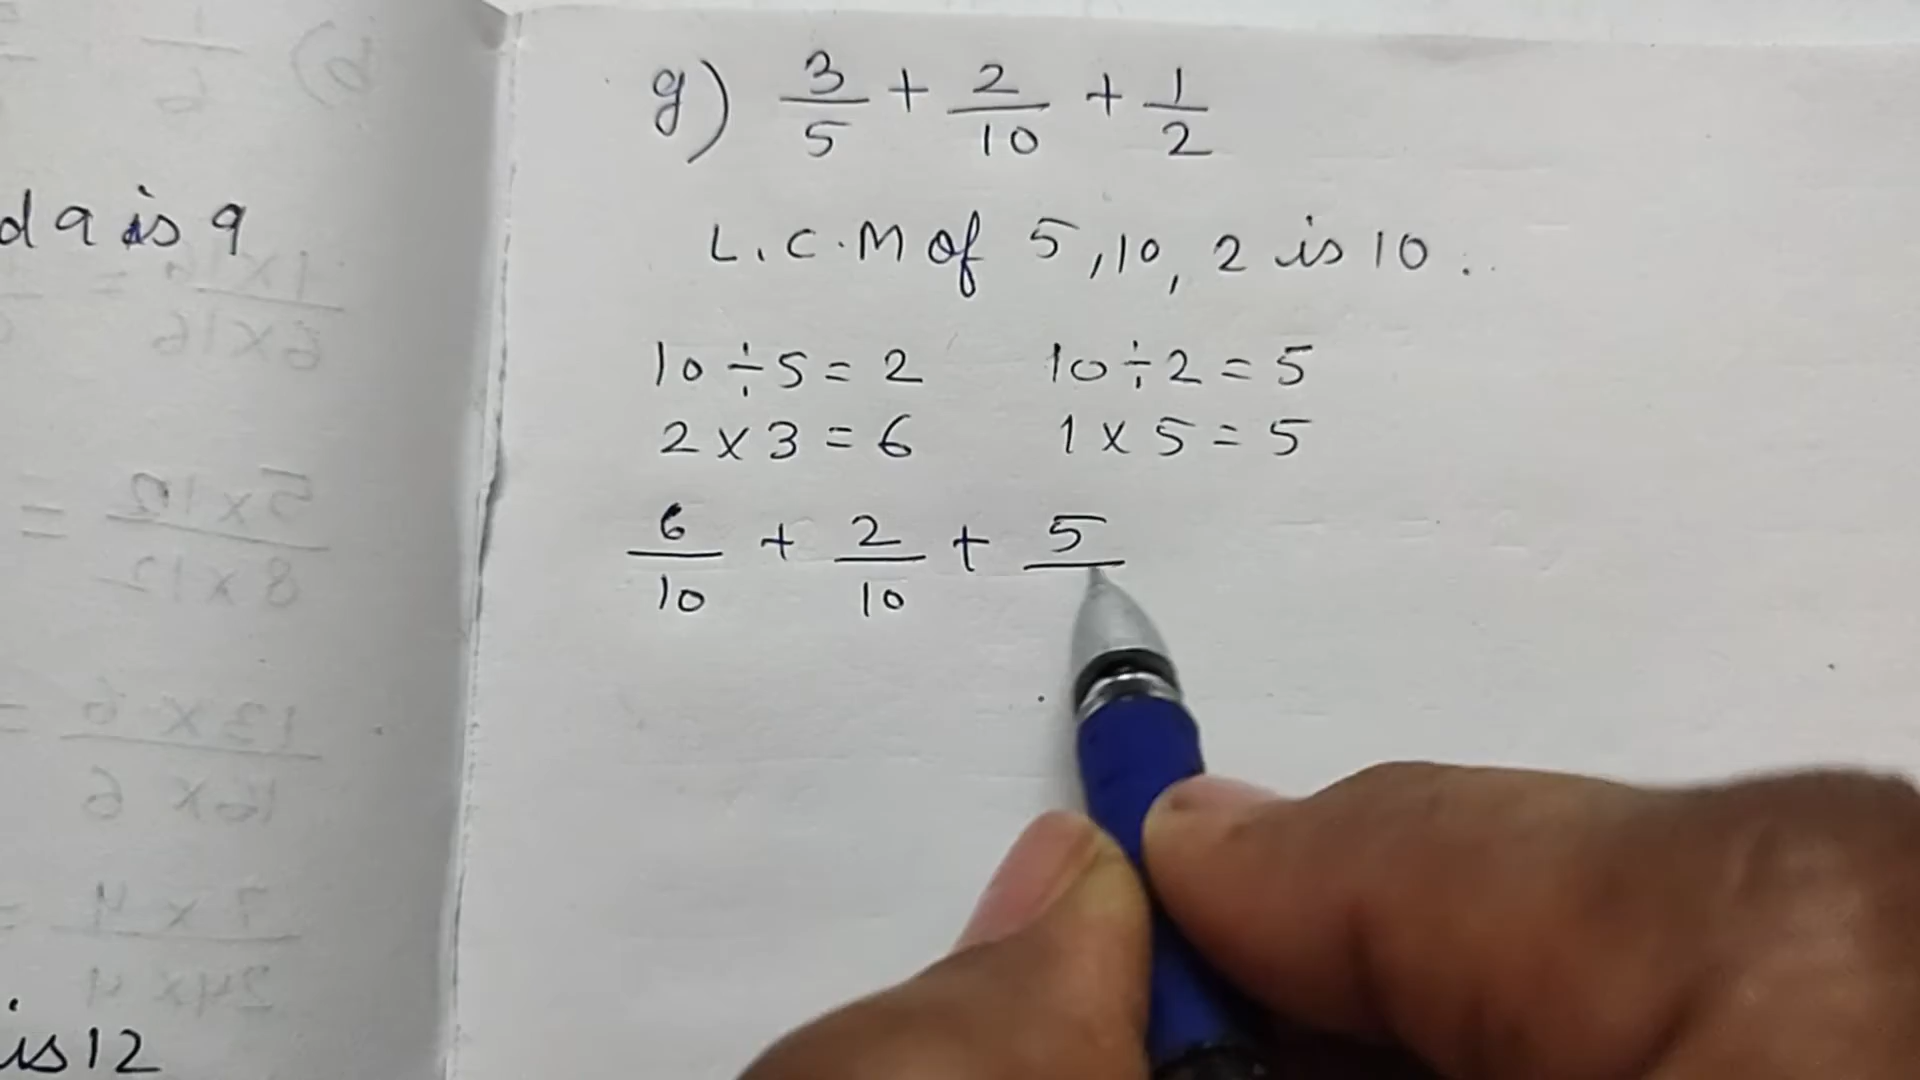 d 9 is 9
is 12
g) 3/5 + 2/10 + 1/2
L.C.M of 5, 10, 2 is 10.
10 ÷ 5 = 2 10 ÷ 2 = 5
2 x 3 = 6 1 x 5 = 5
6/10 + 2/10 + 5/